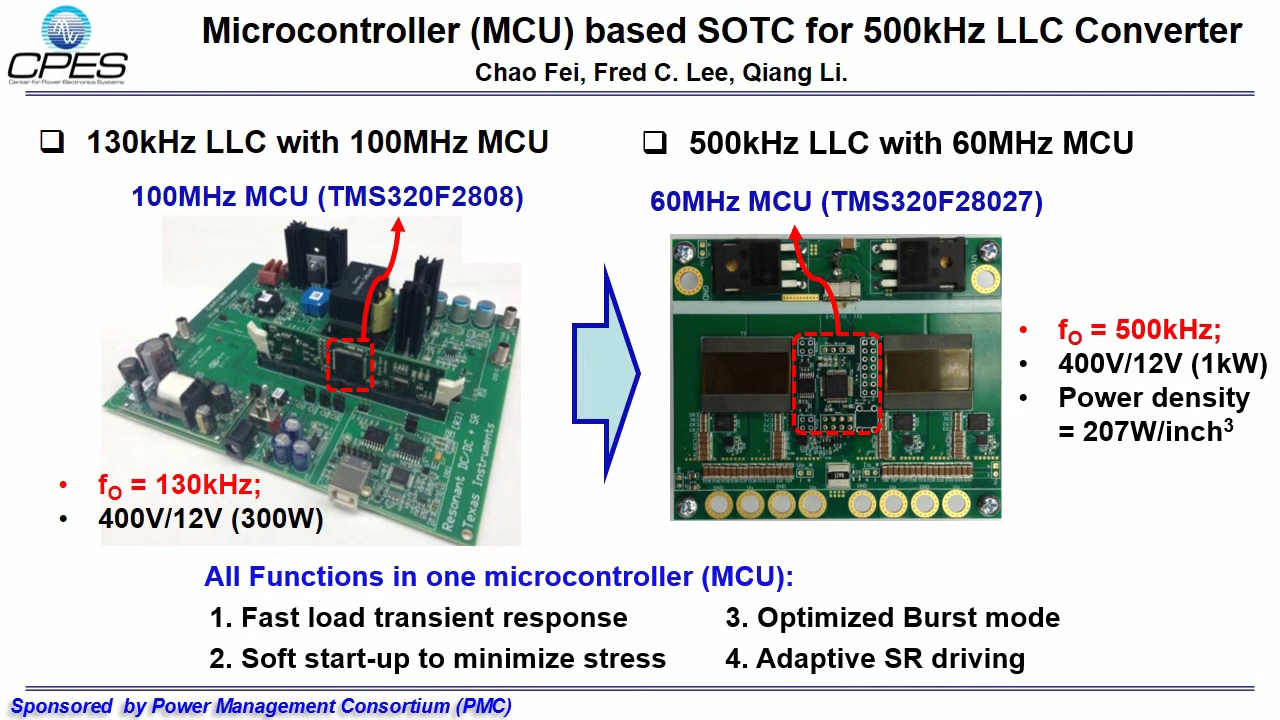 CPES
Center for Power Electronics Systems
Microcontroller (MCU) based SOTC for 500kHz LLC Converter
Chao Fei, Fred C. Lee, Qiang Li.
❑ 130kHz LLC with 100MHz MCU
100MHz MCU (TMS320F2808)
Resonant DC/DC SR [R3]
Texas Instruments
• fO = 130kHz;
• 400V/12V (300W)
❑ 500kHz LLC with 60MHz MCU
60MHz MCU (TMS320F28027)
GND
• fO = 500kHz;
• 400V/12V (1kW)
• Power density
= 207W/inch3
All Functions in one microcontroller (MCU):
1. Fast load transient response
2. Soft start-up to minimize stress
3. Optimized Burst mode
4. Adaptive SR driving
Sponsored by Power Management Consortium (PMC)